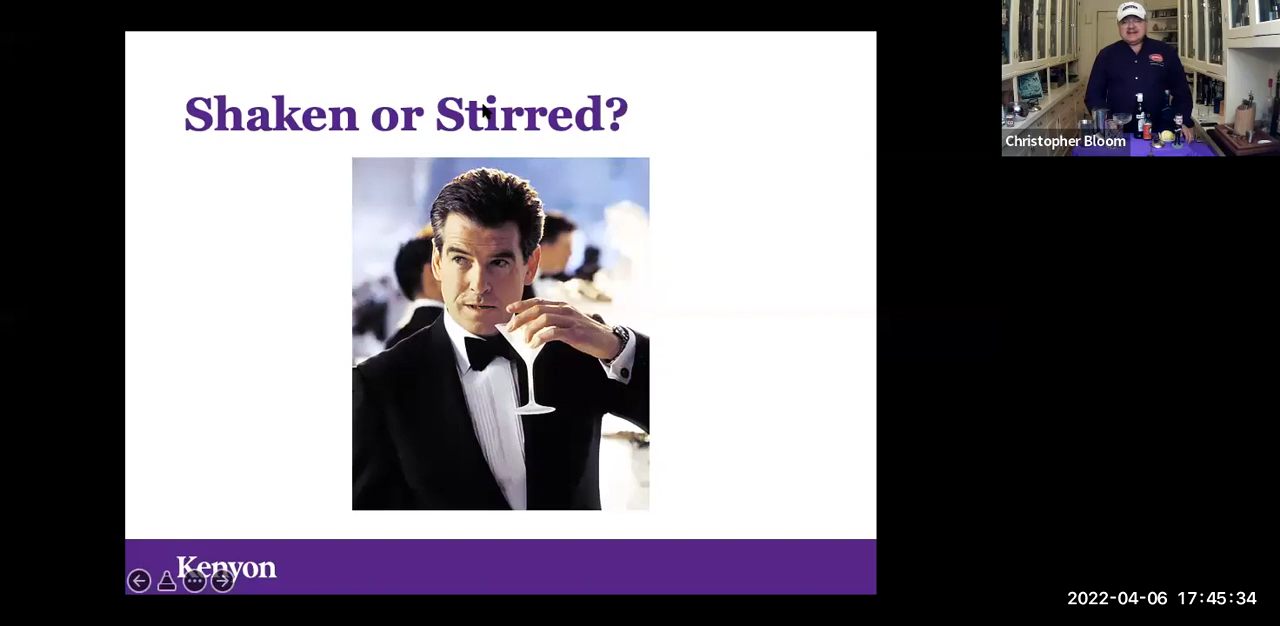 Shaken or Stirred?
Christopher Bloom
Kenyon
2022-04-06 17:45:34